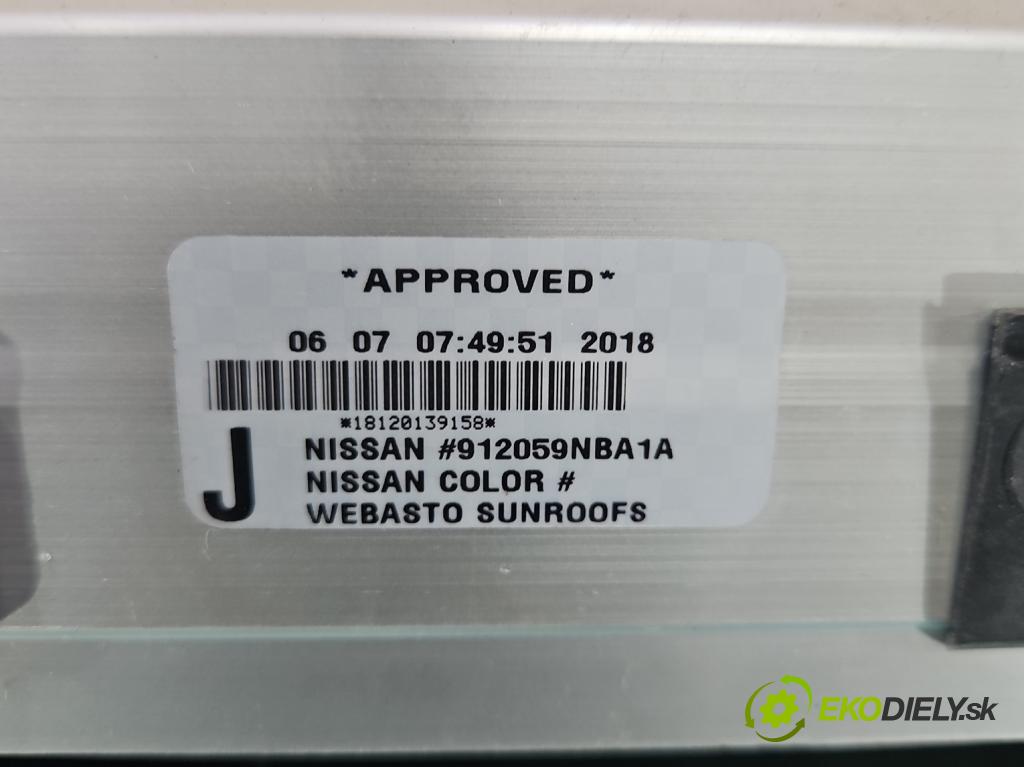 *APPROVED*
06 07 07:49:51 2018
*18120139158*
J
NISSAN #912059NBA1A
NISSAN COLOR #
WEBASTO SUNROOFS
EKODIELY.sk